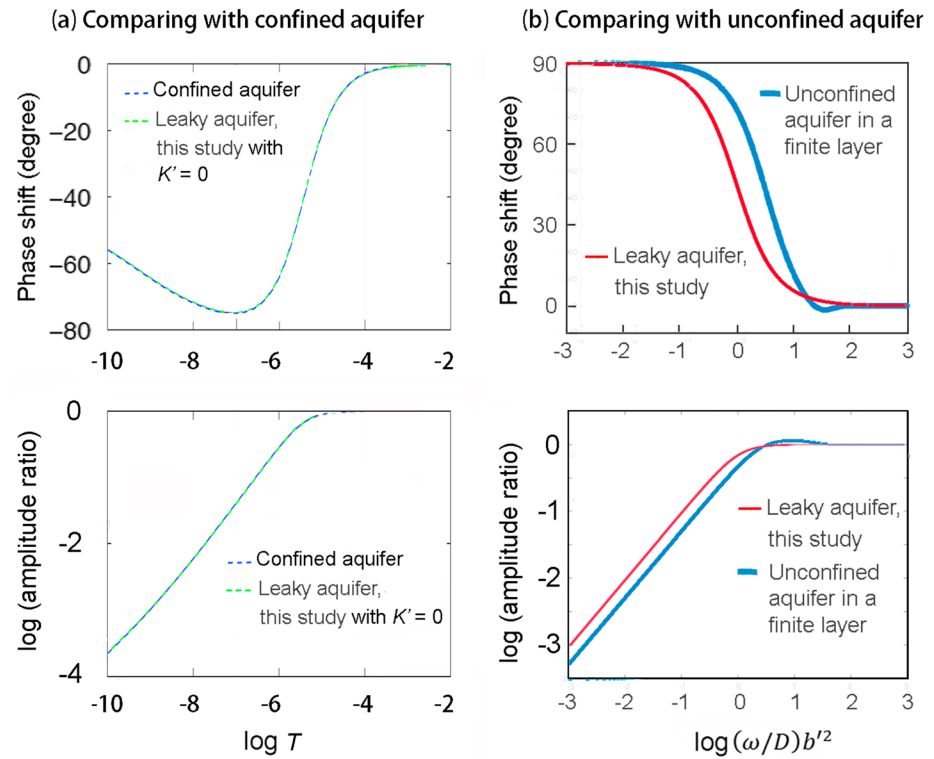 (a) Comparing with confined aquifer
(b) Comparing with unconfined aquifer
Phase shift (degree)
0
−20
−40
−60
−80
Confined aquifer
Leaky aquifer,
this study with
K' = 0
-10
-8
-6
-4
-2
Phase shift (degree)
90
60
30
0
Unconfined
aquifer in a
finite layer
Leaky aquifer,
this study
-3
-2
-1
0
1
2
3
log (amplitude ratio)
0
-2
-4
Confined aquifer
Leaky aquifer,
this study with K' = 0
-10
-8
-6
-4
-2
log T
log (amplitude ratio)
0
-1
-2
-3
Leaky aquifer,
this study
Unconfined
aquifer in a
finite layer
-3
-2
-1
0
1
2
3
log (ω/D)b′²